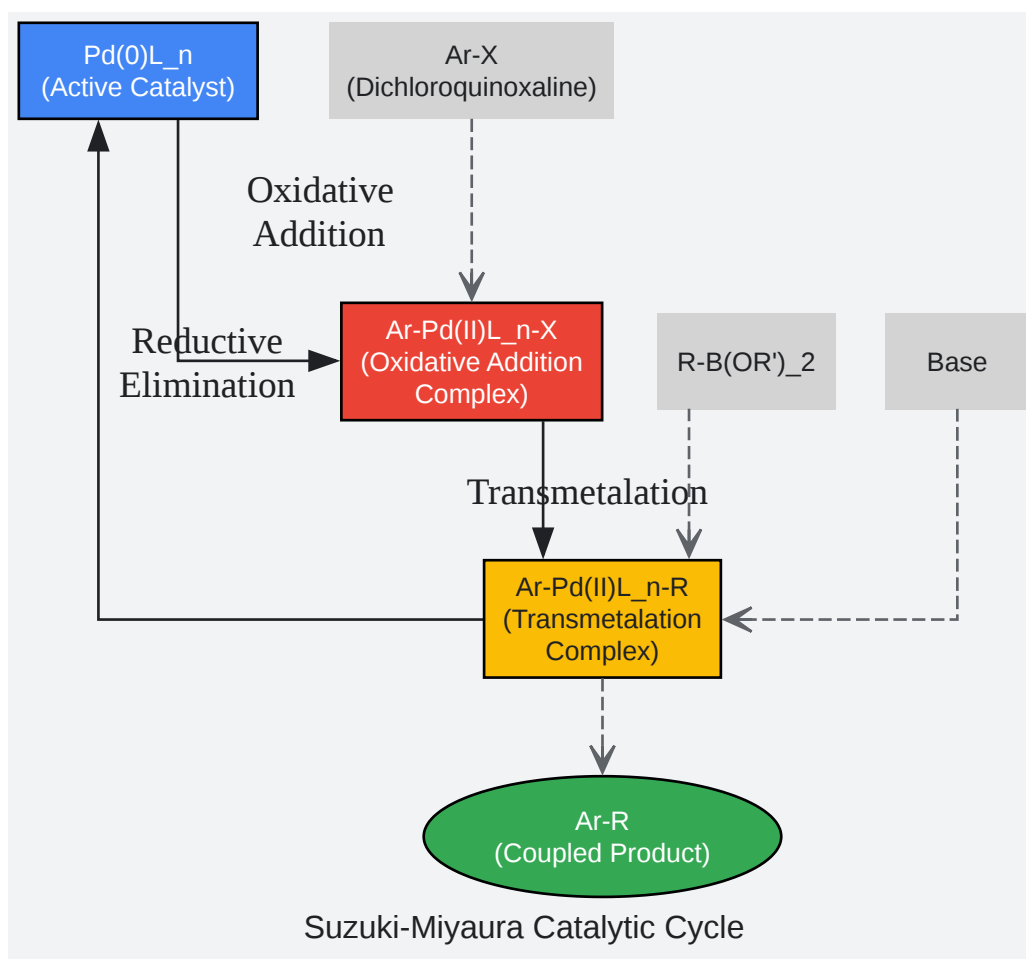 Pd(0)L_n
(Active Catalyst)
Ar-X
(Dichloroquinoxaline)
Oxidative
Addition
Reductive
Elimination
Ar-Pd(II)L_n-X
(Oxidative Addition
Complex)
R-B(OR')_2
Base
Transmetalation
Ar-Pd(II)L_n-R
(Transmetalation
Complex)
Ar-R
(Coupled Product)
Suzuki-Miyaura Catalytic Cycle